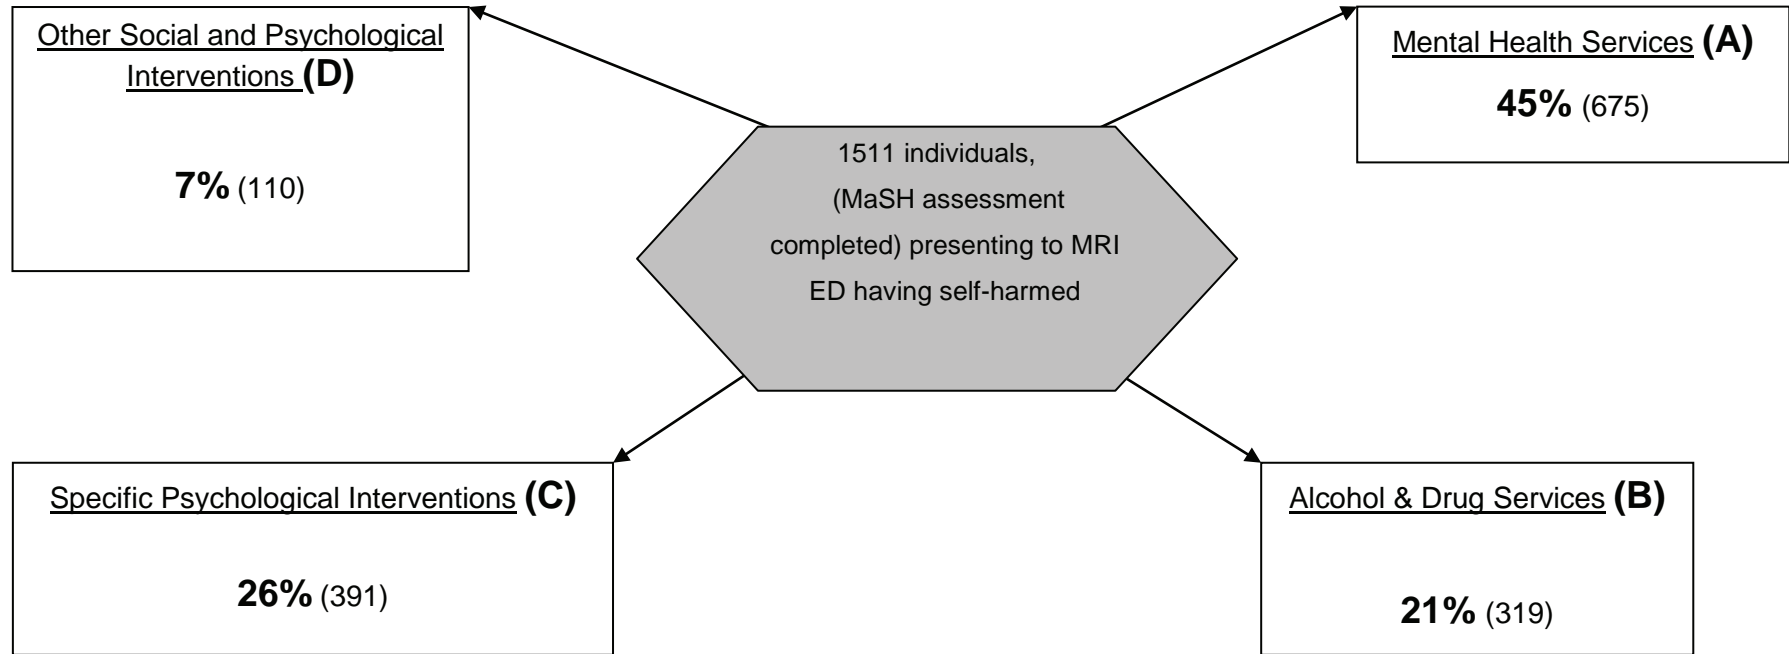 Other Social and Psychological
Interventions (D)
7% (110)
Mental Health Services (A)
45% (675)
1511 individuals,
(MaSH assessment
completed) presenting to MRI
ED having self-harmed
Specific Psychological Interventions (C)
26% (391)
Alcohol & Drug Services (B)
21% (319)